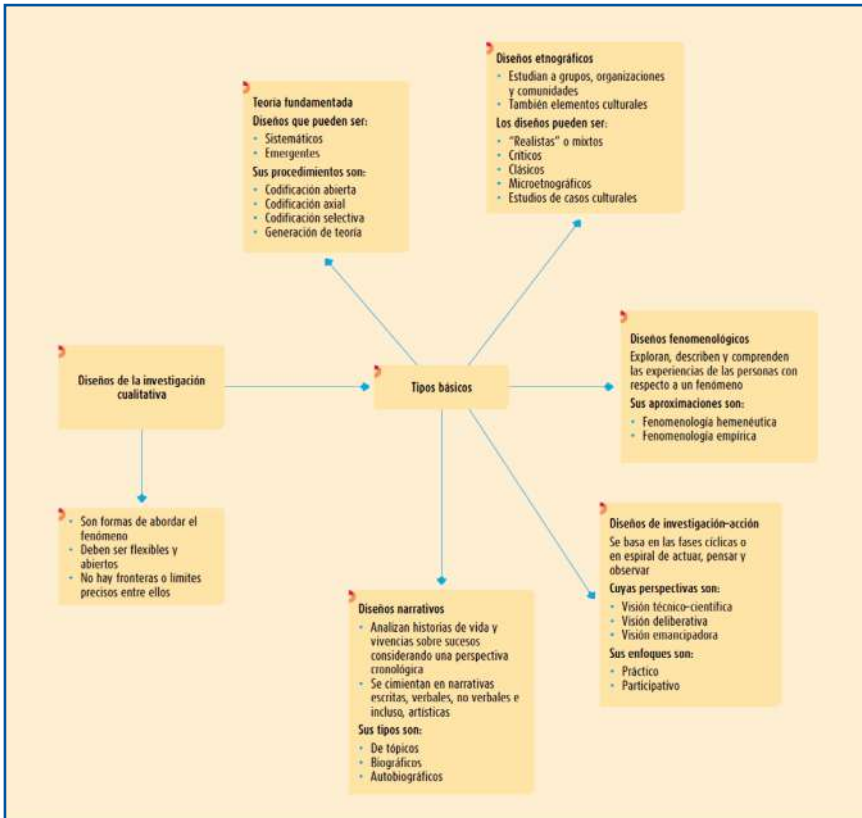 Diseños etnográficos
• Estudian a grupos, organizaciones
y comunidades
• También elementos culturales
Los diseños pueden ser:
• “Realistas” o mixtos
• Críticos
• Clásicos
• Microetnográficos
• Estudios de casos culturales
Teoría fundamentada
Diseños que pueden ser:
• Sistemáticos
• Emergentes
Sus procedimientos son:
• Codificación abierta
• Codificación axial
• Codificación selectiva
• Generación de teoría
Diseños fenomenológicos
Exploran, describen y comprenden
las experiencias de las personas con
respecto a un fenómeno
Sus aproximaciones son:
• Fenomenología hemenéutica
• Fenomenología empírica
Diseños de la investigación
cualitativa
Tipos básicos
• Son formas de abordar el
fenómeno
• Deben ser flexibles y
abiertos
• No hay fronteras o límites
precisos entre ellos
Diseños de investigación-acción
Se basa en las fases cíclicas o
en espiral de actuar, pensar y
observar
Cuyas perspectivas son:
• Visión técnico-científica
• Visión deliberativa
• Visión emancipadora
Sus enfoques son:
• Práctico
• Participativo
Diseños narrativos
• Analizan historias de vida y
vivencias sobre sucesos
considerando una perspectiva
cronológica
• Se cimientan en narrativas
escritas, verbales, no verbales e
incluso, artísticas
Sus tipos son:
• De tópicos
• Biográficos
• Autobiográficos